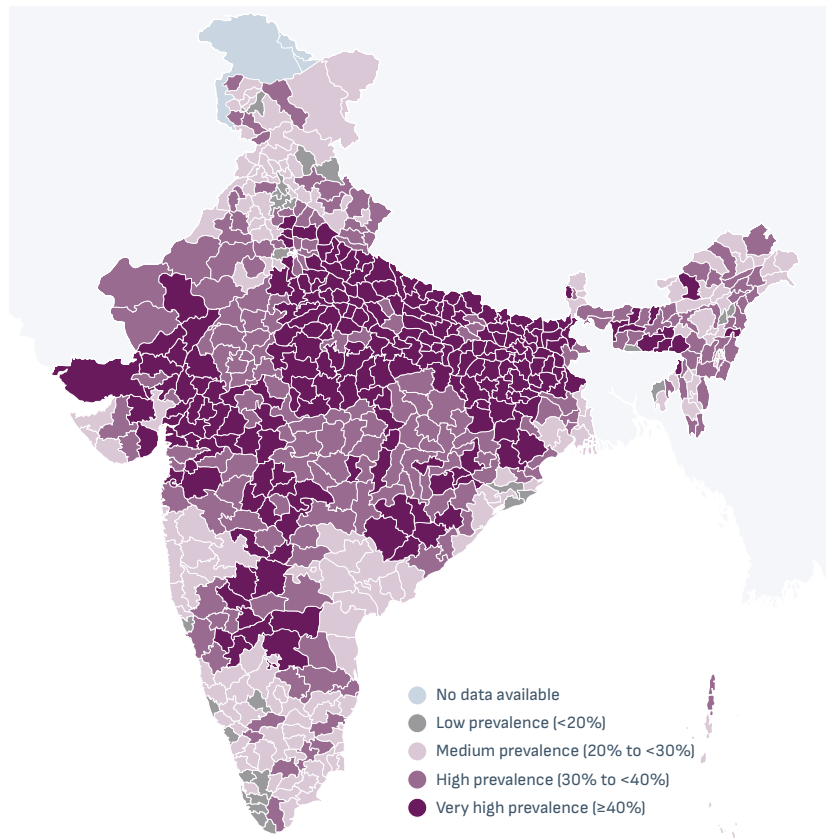 No data available
Low prevalence (<20%)
Medium prevalence (20% to <30%)
High prevalence (30% to <40%)
Very high prevalence (≥40%)